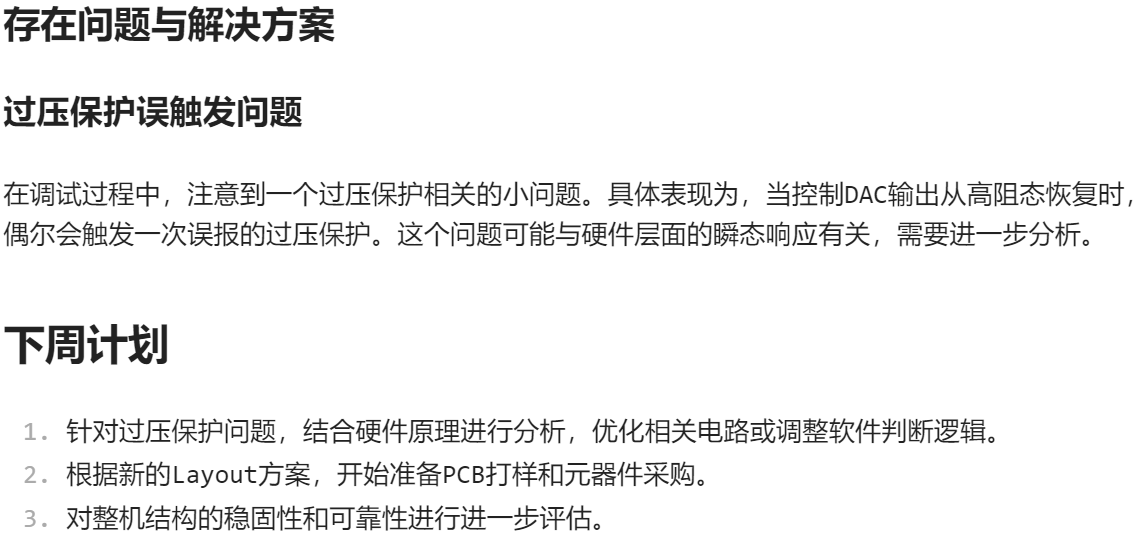 存在问题与解决方案
过压保护误触发问题
在调试过程中，注意到一个过压保护相关的小问题。具体表现为，当控制DAC输出从高阻态恢复时，
偶尔会触发一次误报的过压保护。这个问题可能与硬件层面的瞬态响应有关，需要进一步分析。
下周计划
1. 针对过压保护问题，结合硬件原理进行分析，优化相关电路或调整软件判断逻辑。
2. 根据新的Layout方案，开始准备PCB打样和元器件采购。
3. 对整机结构的稳固性和可靠性进行进一步评估。